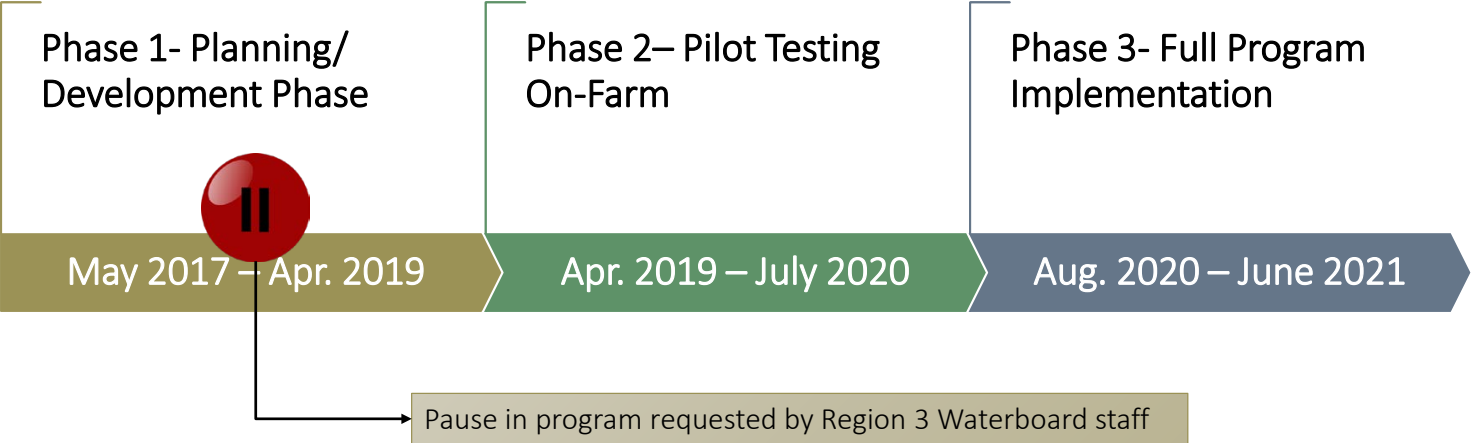 Phase 1- Planning/
Development Phase
Phase 2– Pilot Testing
On-Farm
Phase 3- Full Program
Implementation
May 2017 – Apr. 2019
Apr. 2019 – July 2020
Aug. 2020 – June 2021
Pause in program requested by Region 3 Waterboard staff